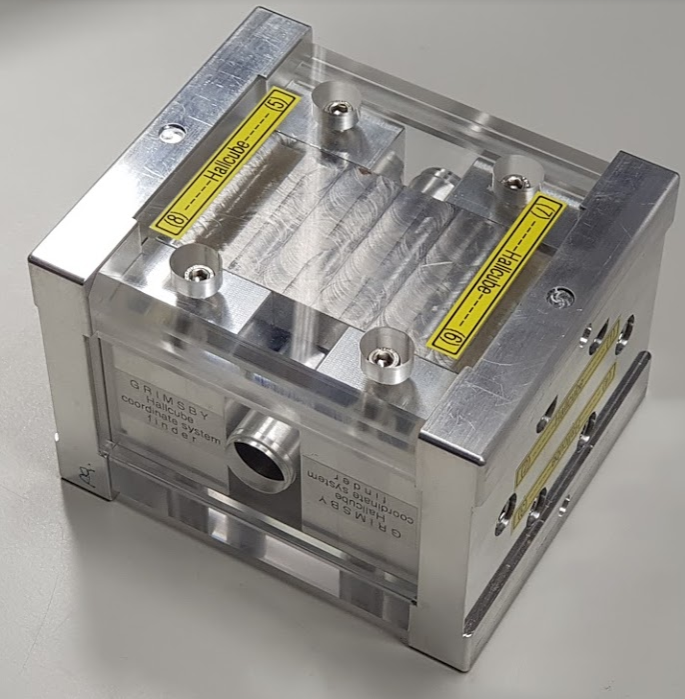 (8)-----Hallcube-----(5)
(6)-----Hallcube-----(7)
GRIMSBY
Hallcube
coordinate system
finder
GRIMSBY
Hallcube
coordinate system
finder